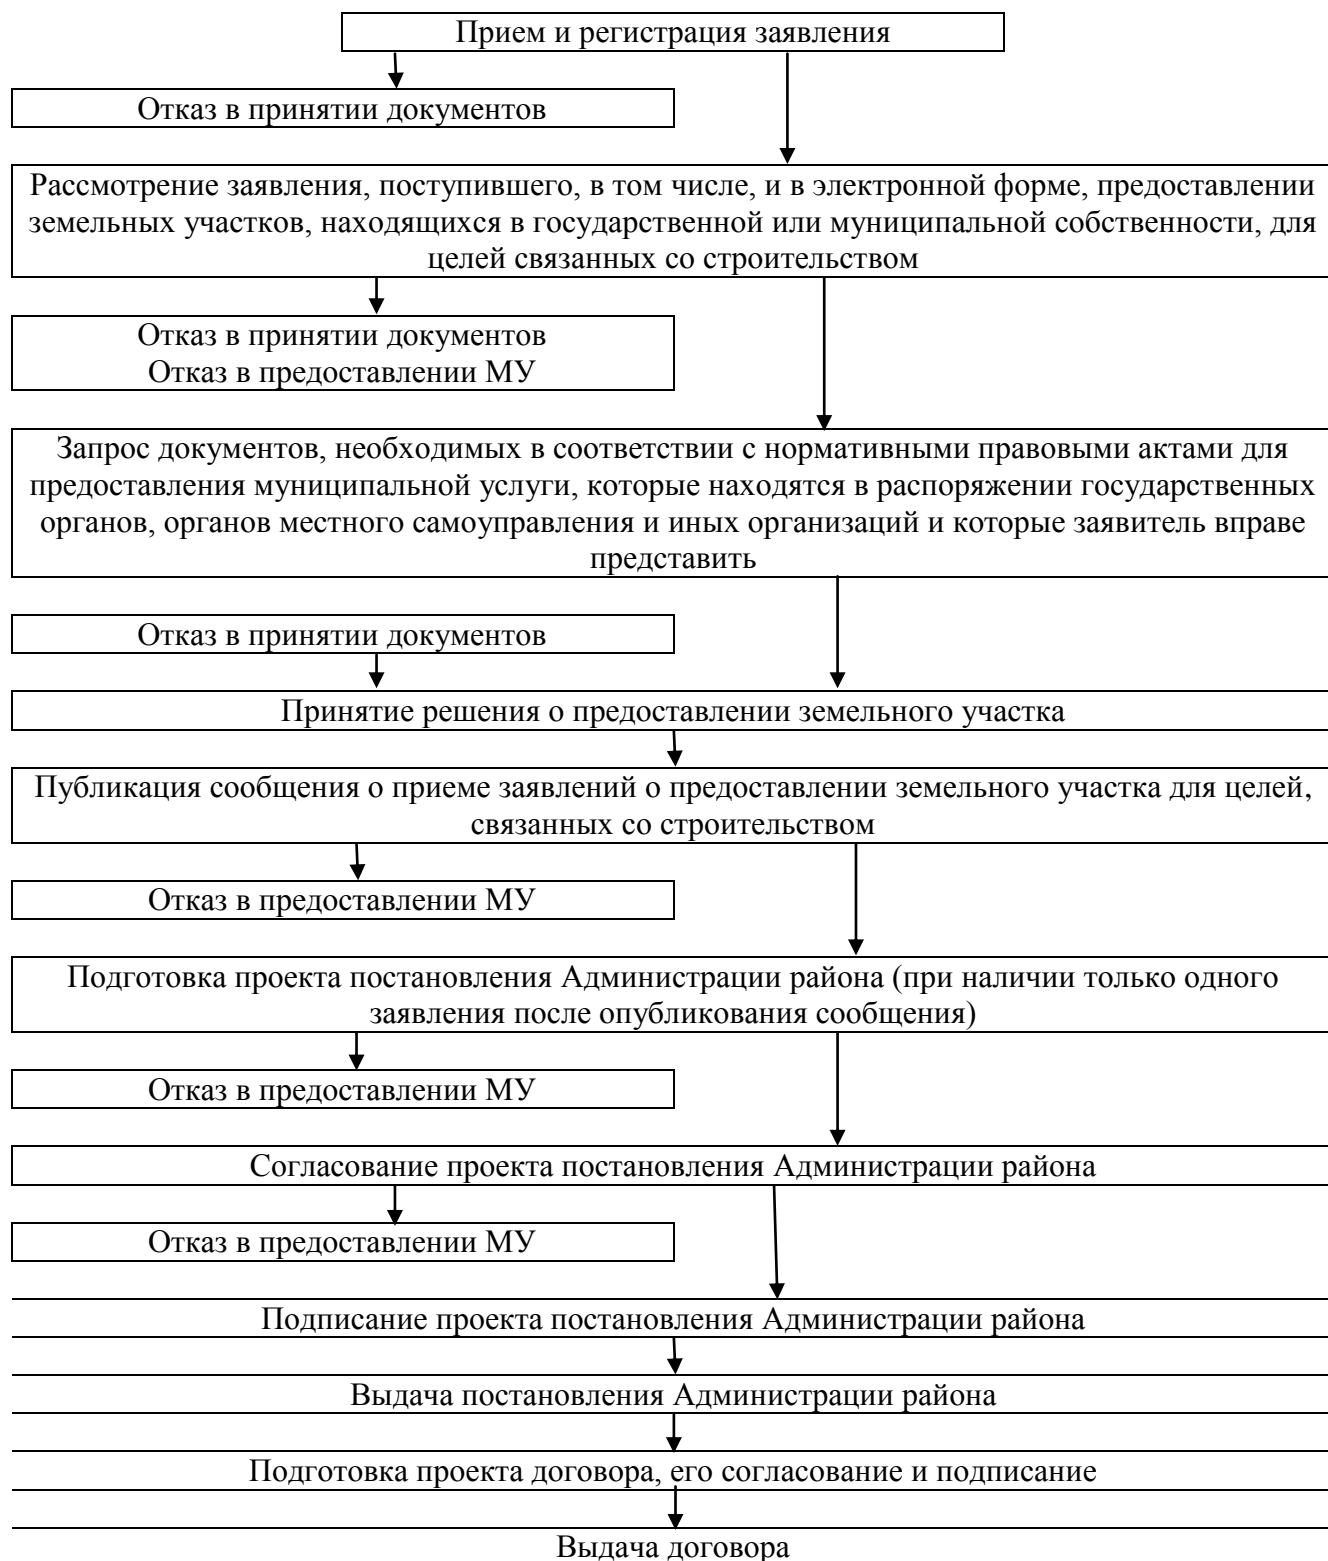 Прием и регистрация заявления
Отказ в принятии документов
Рассмотрение заявления, поступившего, в том числе, и в электронной форме, предоставлении
земельных участков, находящихся в государственной или муниципальной собственности, для
целей связанных со строительством
Отказ в принятии документов
Отказ в предоставлении МУ
Запрос документов, необходимых в соответствии с нормативными правовыми актами для
предоставления муниципальной услуги, которые находятся в распоряжении государственных
органов, органов местного самоуправления и иных организаций и которые заявитель вправе
представить
Отказ в принятии документов
Принятие решения о предоставлении земельного участка
Публикация сообщения о приеме заявлений о предоставлении земельного участка для целей,
связанных со строительством
Отказ в предоставлении МУ
Подготовка проекта постановления Администрации района (при наличии только одного
заявления после опубликования сообщения)
Отказ в предоставлении МУ
Согласование проекта постановления Администрации района
Отказ в предоставлении МУ
Подписание проекта постановления Администрации района
Выдача постановления Администрации района
Подготовка проекта договора, его согласование и подписание
Выдача договора